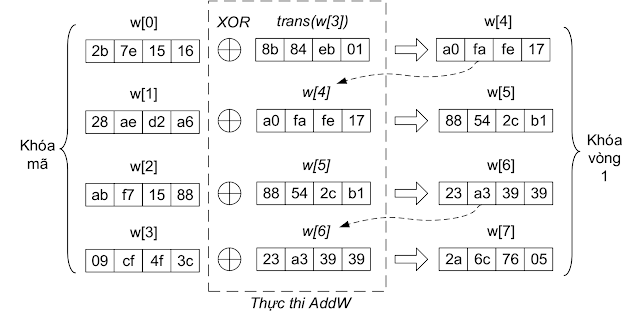 w[0] XOR trans(w[3]) w[4]
2b 7e 15 16 8b 84 eb 01 a0 fa fe 17
w[1] w[4] w[5]
28 ae d2 a6 a0 fa fe 17 88 54 2c b1
Khóa mã
Khóa vòng 1
w[2] w[5] w[6]
ab f7 15 88 88 54 2c b1 23 a3 39 39
w[3] w[6] w[7]
09 cf 4f 3c 23 a3 39 39 2a 6c 76 05
Thực thi AddW